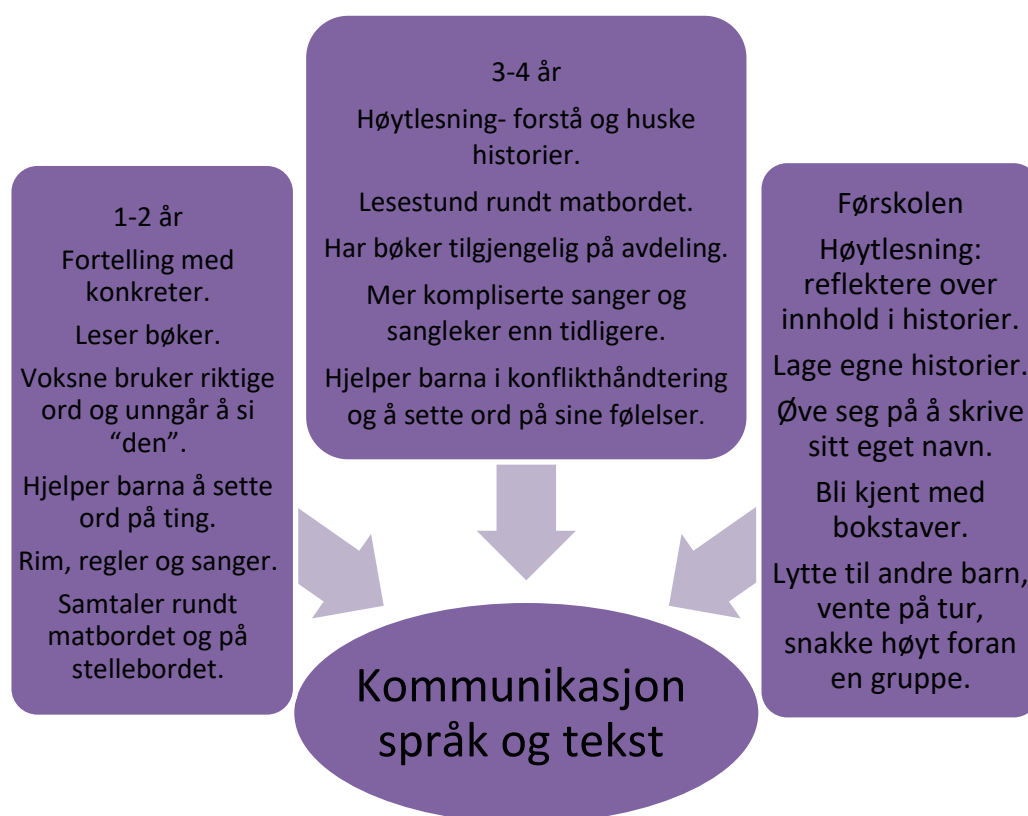 1-2 år
Fortelling med
konkreter.
Leser bøker.
Voksne bruker riktige
ord og unngår å si
“den”.
Hjelper barna å sette
ord på ting.
Rim, regler og sanger.
Samtaler rundt
matbordet og på
stellebordet.
3-4 år
Høytlesning- forstå og huske
historier.
Lesestund rundt matbordet.
Har bøker tilgjengelig på avdeling.
Mer kompliserte sanger og
sangleker enn tidligere.
Hjelper barna i konflikthåndtering
og å sette ord på sine følelser.
Førskolen
Høytlesning:
reflektere over
innhold i historier.
Lage egne historier.
Øve seg på å skrive
sitt eget navn.
Bli kjent med
bokstaver.
Lytte til andre barn,
vente på tur,
snakke høyt foran
en gruppe.
Kommunikasjon
språk og tekst